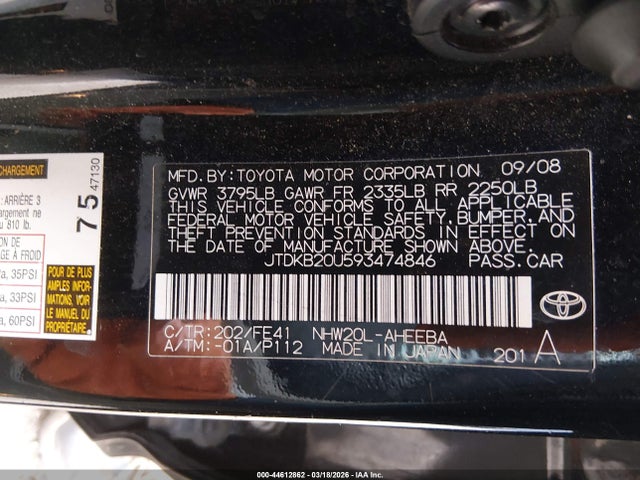 CHARGEMENT
: ARRIÈRE 3
argement ne
u 810 lb.
ION DE
AGE À FROID
a, 35PSI
a, 33PSI
a, 60PSI
POUR DE PLUS
AMPLES INFOR-
MATIONS, VOIR
LE MANUEL DU
PROPRIÉTAIRE.
75 47130
MFD.BY:TOYOTA MOTOR CORPORATION 09/08
GVWR 3795LB GAWR FR 2335LB RR 2250LB
THIS VEHICLE CONFORMS TO ALL APPLICABLE
FEDERAL MOTOR VEHICLE SAFETY,BUMPER,AND
THEFT PREVENTION STANDARDS IN EFFECT ON
THE DATE OF MANUFACTURE SHOWN ABOVE.
JTDKB20U593474846 PASS.CAR
C/TR:202/FE41 NHW20L-AHEEBA
A/TM:-01A/P112 MADE IN JAPAN 201 A
000-44612862 | 03/18/2026 - IAA Inc.